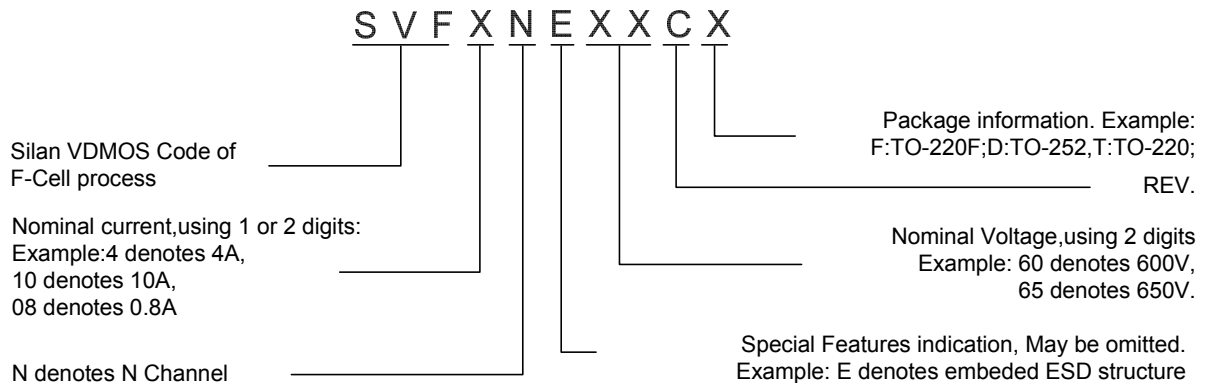 S V F X N E X X C X
Silan VDMOS Code of
F-Cell process
Nominal current,using 1 or 2 digits:
Example:4 denotes 4A,
10 denotes 10A,
08 denotes 0.8A
N denotes N Channel
Package information. Example:
F:TO-220F;D:TO-252,T:TO-220;
REV.
Nominal Voltage,using 2 digits
Example: 60 denotes 600V,
65 denotes 650V.
Special Features indication, May be omitted.
Example: E denotes embeded ESD structure